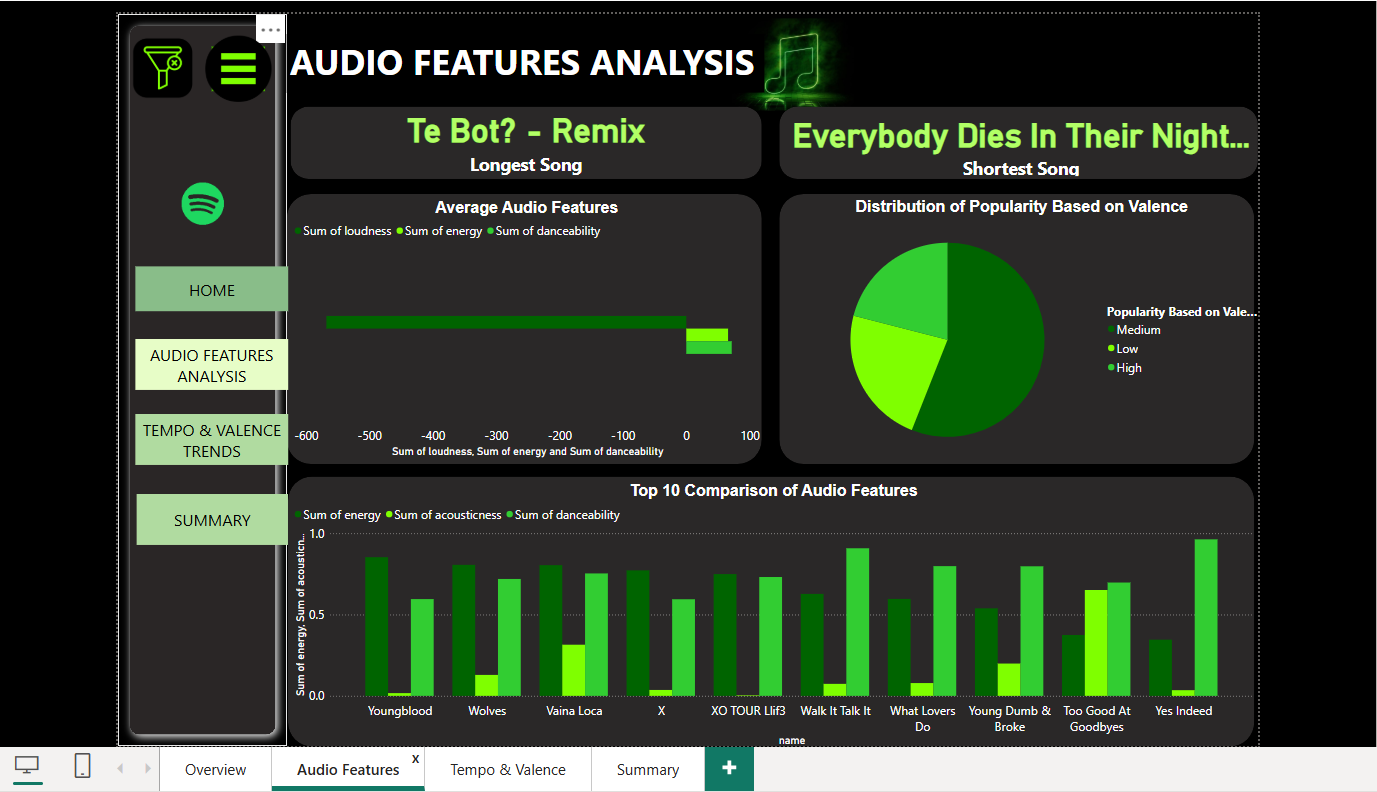 ...
AUDIO FEATURES ANALYSIS
Te Bot? - Remix
Longest Song
Everybody Dies In Their Night...
Shortest Song
HOME
AUDIO FEATURES
ANALYSIS
TEMPO & VALENCE
TRENDS
SUMMARY
Average Audio Features
Sum of loudness Sum of energy Sum of danceability
-600 -500 -400 -300 -200 -100 0 100
Sum of loudness, Sum of energy and Sum of danceability
Distribution of Popularity Based on Valence
Popularity Based on Vale...
Medium
Low
High
Top 10 Comparison of Audio Features
Sum of energy Sum of acousticness Sum of danceability
Sum of energy, Sum of acousticn...
1.0
0.5
0.0
Youngblood Wolves Vaina Loca X XO TOUR Llif3 Walk It Talk It What Lovers Do Young Dumb & Broke Too Good At Goodbyes Yes Indeed
name
Overview Audio Features X Tempo & Valence Summary +